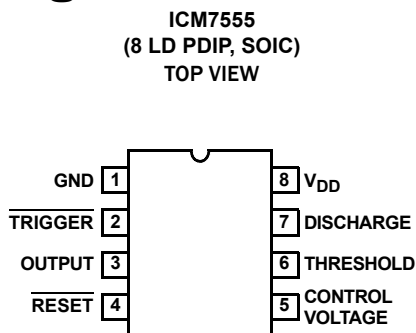 ICM7555
(8 LD PDIP, SOIC)
TOP VIEW
GND 1
8 VDD
TRIGGER 2
7 DISCHARGE
OUTPUT 3
6 THRESHOLD
RESET 4
5 CONTROL
VOLTAGE